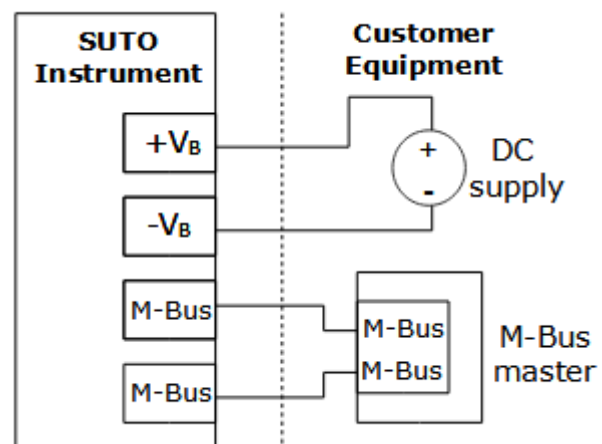 SUTO
Instrument
Customer
Equipment
+VB
-VB
M-Bus
M-Bus
+
-
DC
supply
M-Bus
M-Bus
M-Bus
master